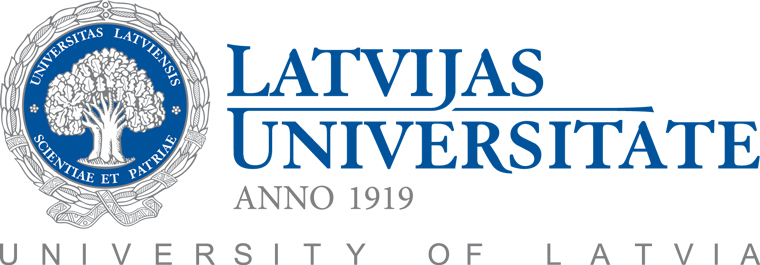 UNIVERSITAS LATVIENSIS
SCIENTIAE ET PATRIAE
LATVIJAS
UNIVERSITATE
ANNO 1919
UNIVERSITY OF LATVIA